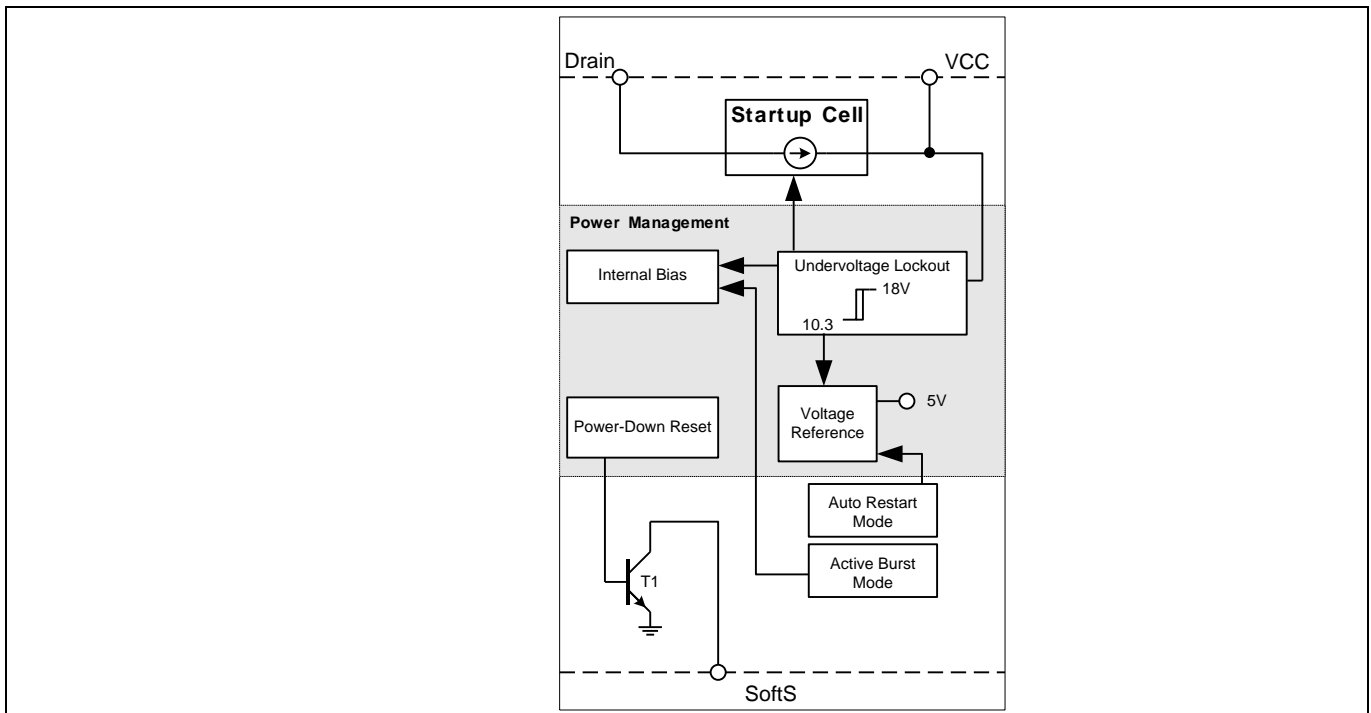 Drain
VCC
Startup Cell
Power Management
Internal Bias
Undervoltage Lockout
18V
10.3
Power-Down Reset
Voltage
Reference
5V
Auto Restart
Mode
Active Burst
Mode
T1
SoftS